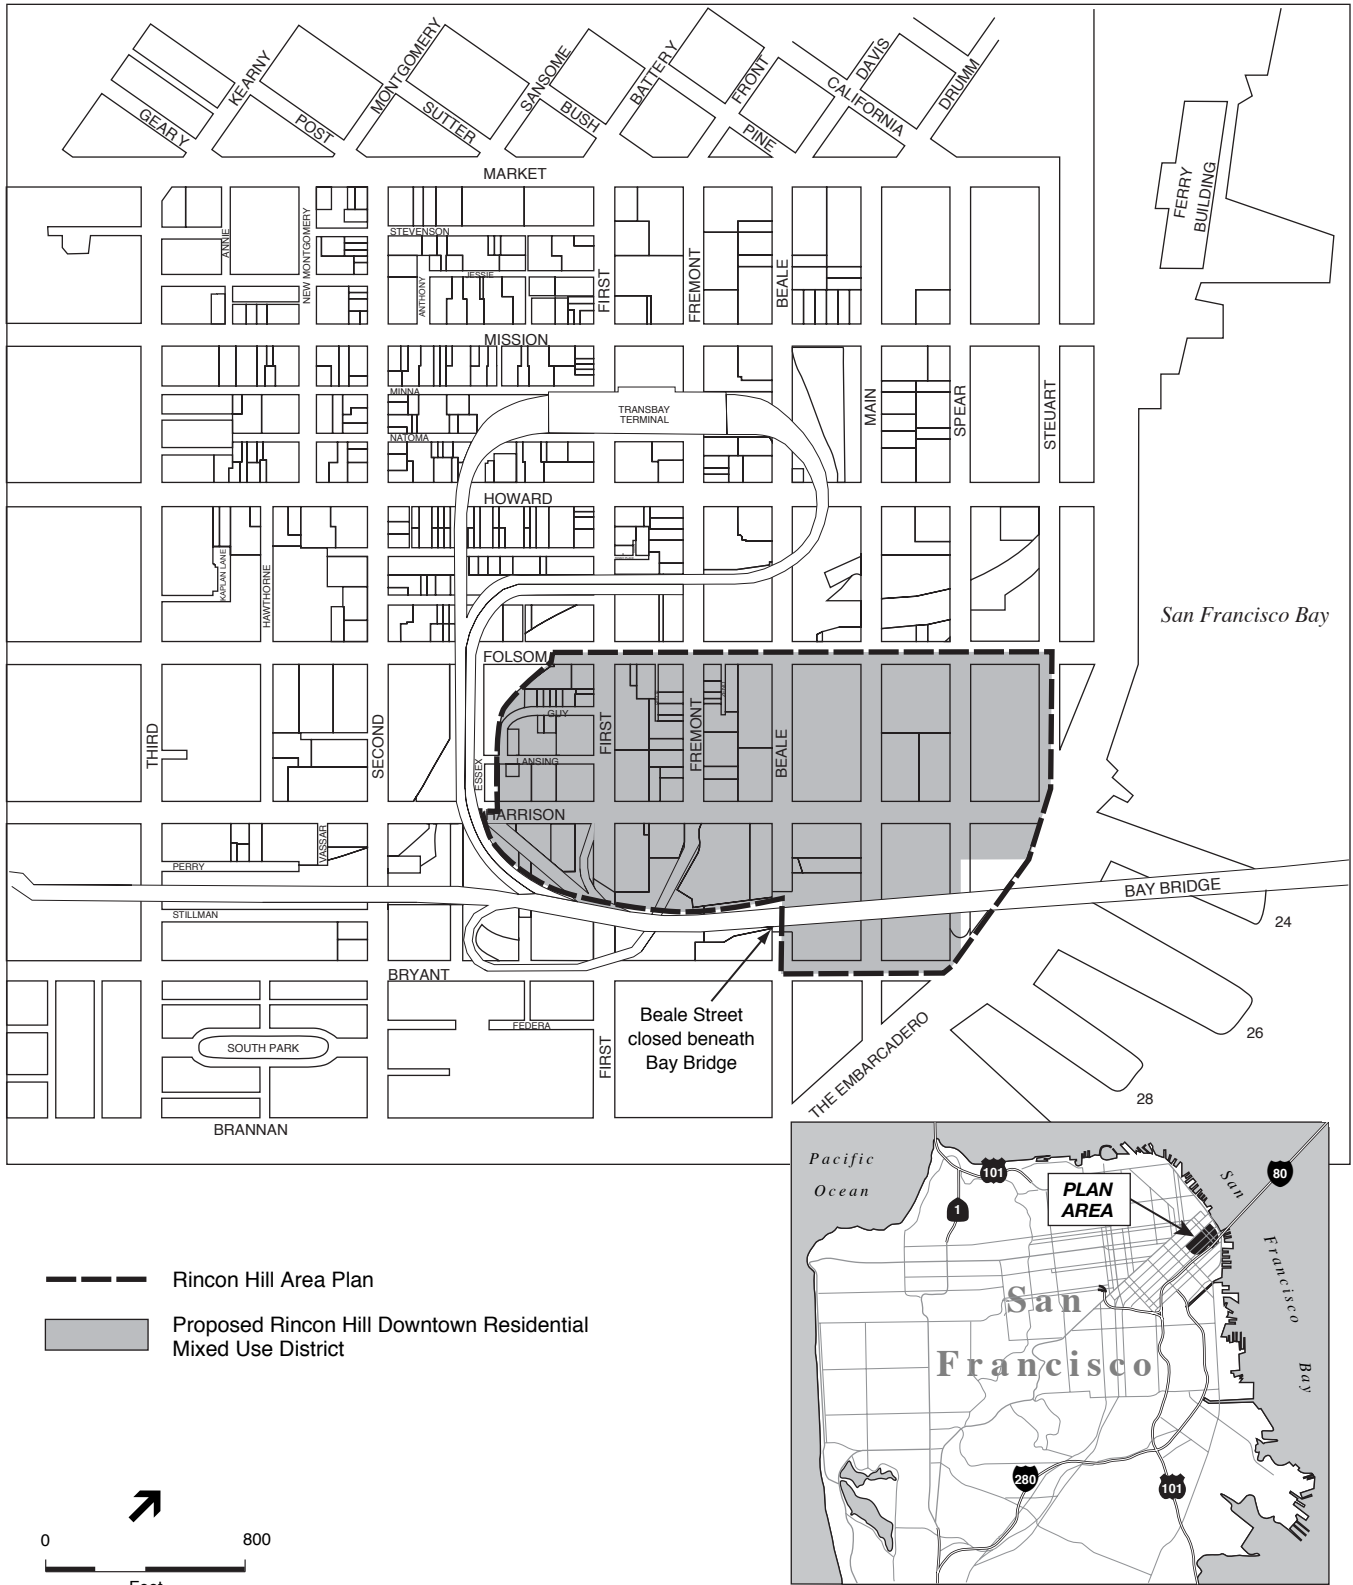 KEARNY
MONTGOMERY
SANSOME
BATTERY
FRONT
DAVIS
DRUMM
CALIFORNIA
GEARY
POST
SUTTER
BUSH
PINE
MARKET
FERRY
BUILDING
STEVENSON
ANNIE
NEW MONTGOMERY
ANTHONY
JESSIE
FIRST
FREMONT
BEALE
MISSION
MINNA
TRANSBAY
TERMINAL
MAIN
SPEAR
STEUART
NATOMA
HOWARD
KAPLAN LANE
HAWTHORNE
San Francisco Bay
FOLSOM
GUY
LANSING
THIRD
SECOND
ESSEX
FIRST
FREMONT
BEALE
HARRISON
VASSAR
PERRY
STILLMAN
BAY BRIDGE
24
BRYANT
FEDERA
SOUTH PARK
FIRST
Beale Street
closed beneath
Bay Bridge
THE EMBARCADERO
26
28
BRANNAN
Pacific
Ocean
101
1
PLAN
AREA
San
Francisco
Bay
80
San
Francisco
280
101
Rincon Hill Area Plan
Proposed Rincon Hill Downtown Residential
Mixed Use District
0
800
Feet